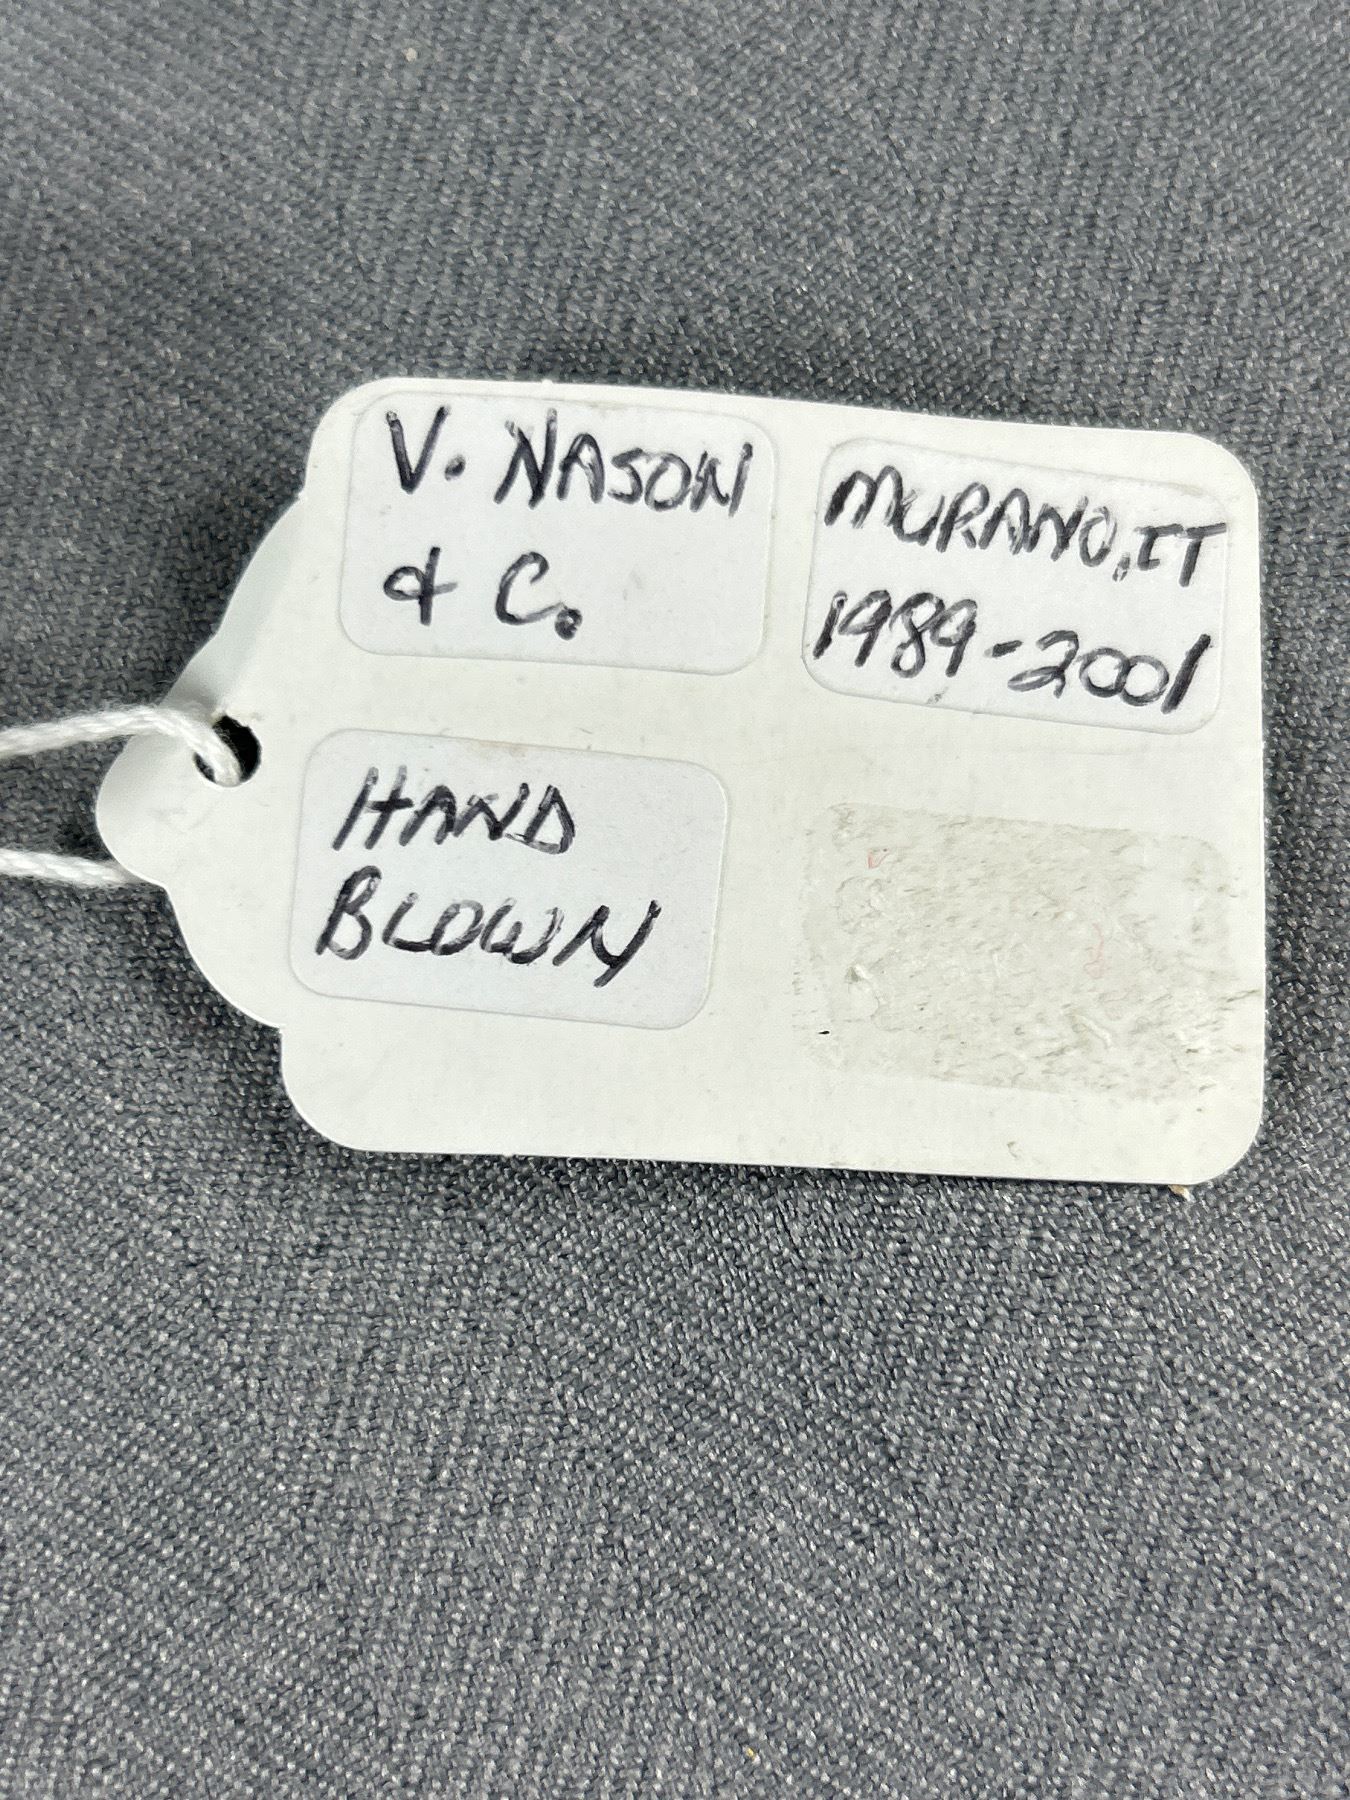 V. NASON
& C.
MURANO, IT
1989-2001
HAND
BLOWN